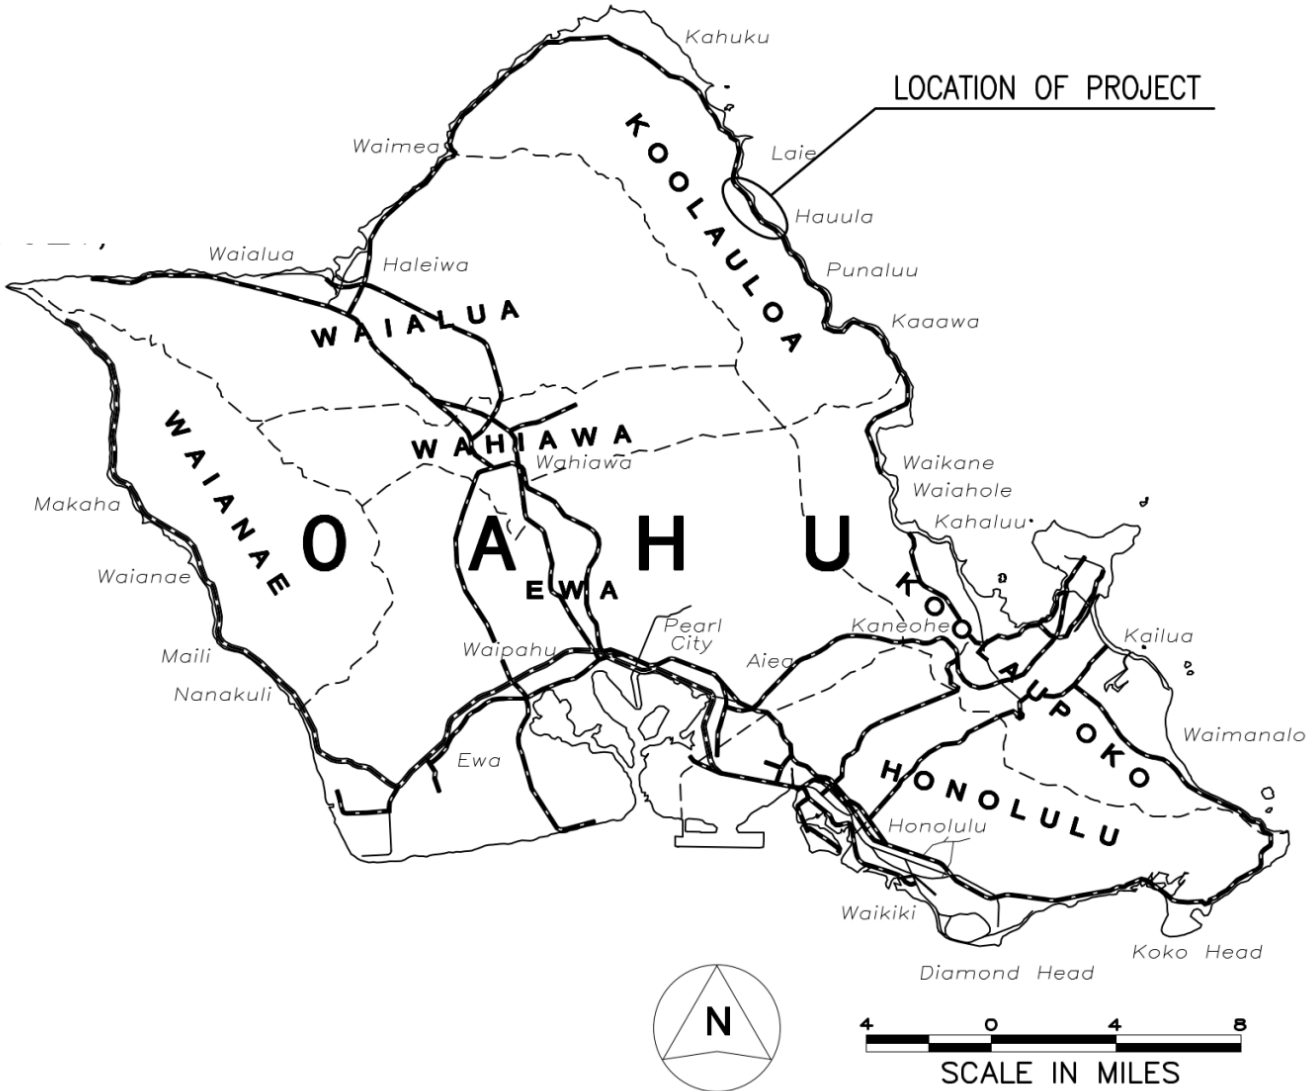 Kahuku
LOCATION OF PROJECT
KOOLAULOA
Waimea
Laie
Hauula
Waialua
Haleiwa
Punaluu
WAIALUA
Kaaawa
WAIANAE
WAHIAWA
Wahiawa
Waikane
Waiahole
Makaha
Kahaluu
OAHU
Waianae
EWA
KOOLAUPOKO
Pearl
City
Kaneohe
Kailua
Maili
Waipahu
Aiea
Nanakuli
Waimanalo
Ewa
HONOLULU
Honolulu
Waikiki
Koko Head
Diamond Head
N
4 0 4 8
SCALE IN MILES